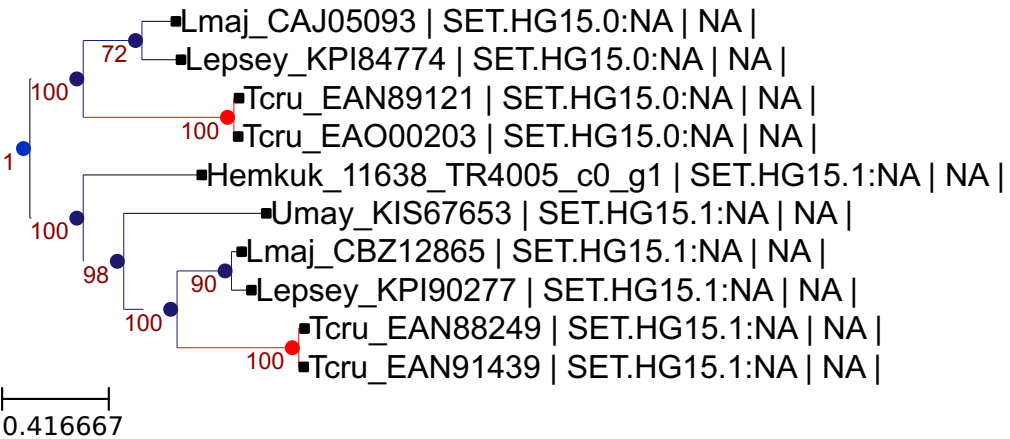 Lmaj_CAJ05093 | SET.HG15.0:NA | NA |
72
Lepsey_KPI84774 | SET.HG15.0:NA | NA |
100
Tcru_EAN89121 | SET.HG15.0:NA | NA |
100
Tcru_EAO00203 | SET.HG15.0:NA | NA |
1
Hemkuk_11638_TR4005_c0_g1 | SET.HG15.1:NA | NA |
Umay_KIS67653 | SET.HG15.1:NA | NA |
100
Lmaj_CBZ12865 | SET.HG15.1:NA | NA |
98
90
Lepsey_KPI90277 | SET.HG15.1:NA | NA |
100
Tcru_EAN88249 | SET.HG15.1:NA | NA |
100
Tcru_EAN91439 | SET.HG15.1:NA | NA |
0.416667